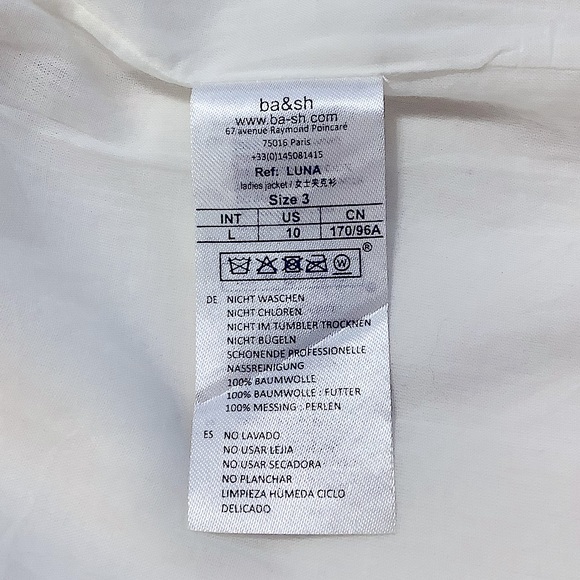 ba&sh
www.ba-sh.com
67 avenue Raymond Poincaré
75016 Paris
+33(0)145081415
Ref: LUNA
ladies jacket / 女士夹克衫
Size 3
INT US CN
L 10 170/96A
®
DE NICHT WASCHEN
NICHT CHLOREN
NICHT IM TUMBLER TROCKNEN
NICHT BÜGELN
SCHONENDE PROFESSIONELLE
NASSREINIGUNG
100% BAUMWOLLE
100% BAUMWOLLE : FUTTER
100% MESSING : PERLEN
ES NO LAVADO
NO USAR LEJIA
NO USAR SECADORA
NO PLANCHAR
LIMPIEZA HÚMEDA CICLO
DELICADO